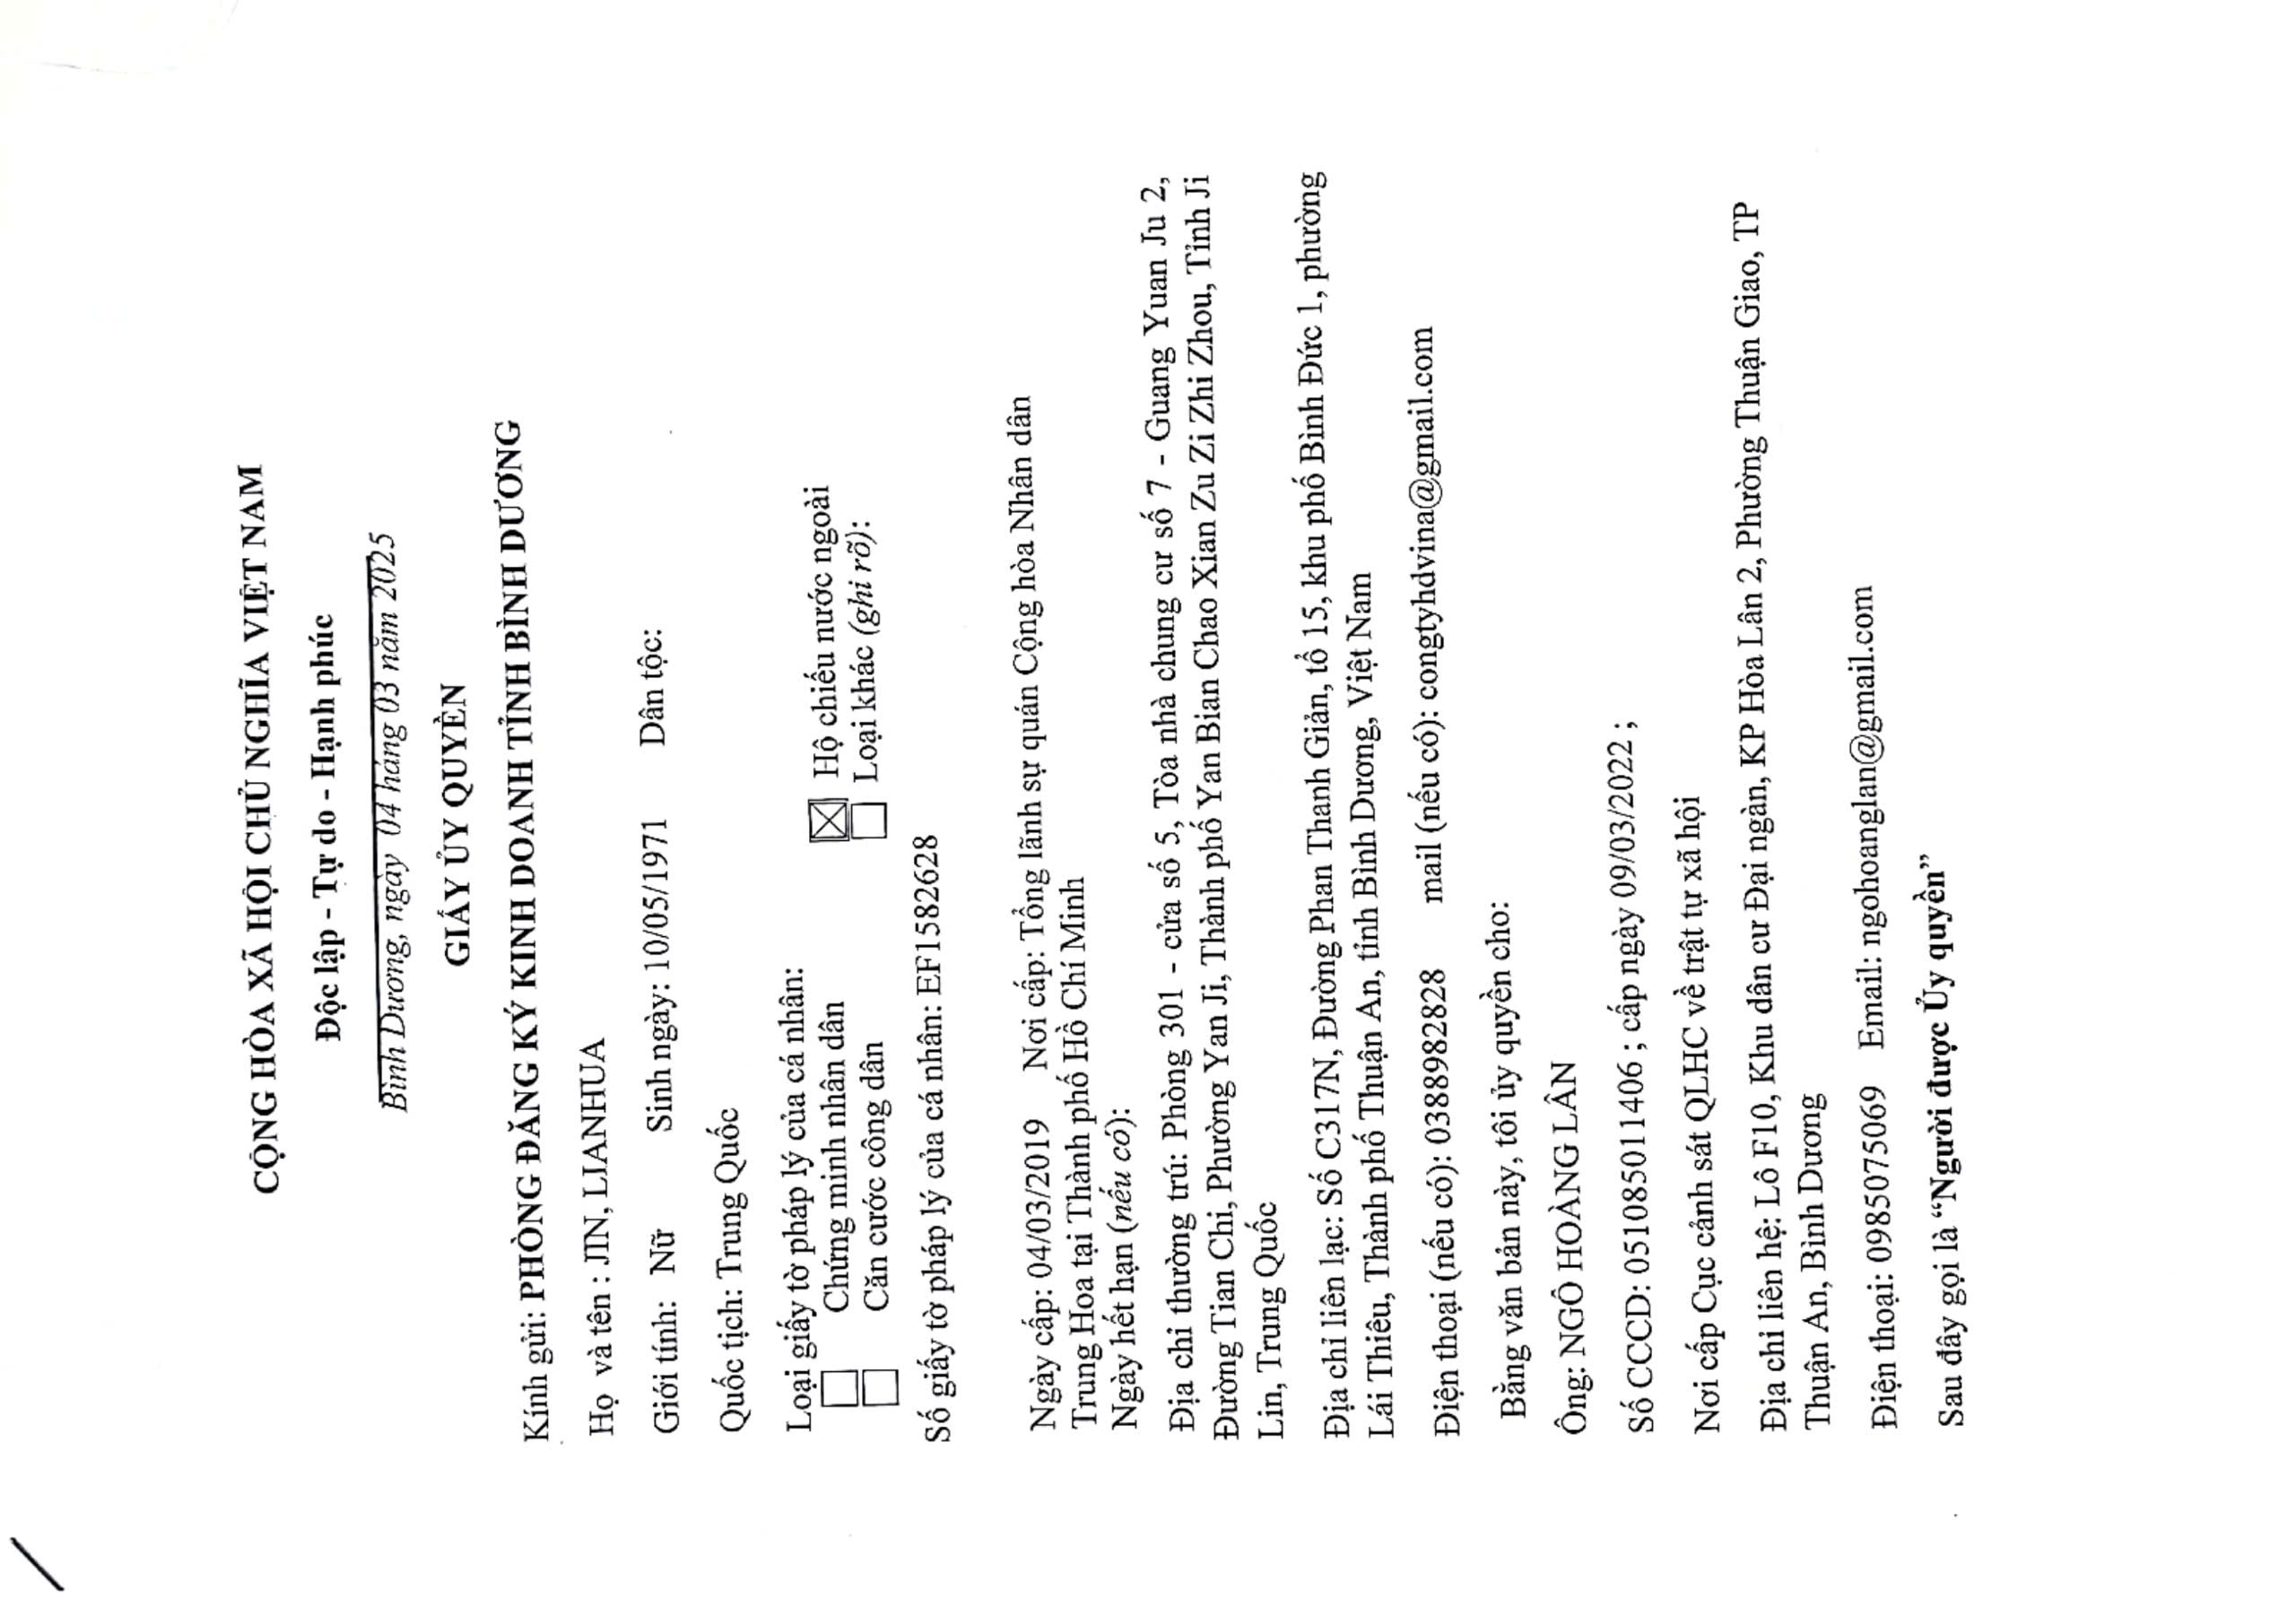 CỘNG HÒA XÃ HỘI CHỦ NGHĨA VIỆT NAM
Độc lập - Tự do - Hạnh phúc
Bình Dương, ngày 04 háng 03 năm 2025
GIẤY ỦY QUYỀN
Kính gửi: PHÒNG ĐĂNG KÝ KINH DOANH TỈNH BÌNH DƯƠNG
Họ và tên : JIN, LIANHUA
Giới tính: Nữ Sinh ngày: 10/05/1971 Dân tộc:
Quốc tịch: Trung Quốc
Loại giấy tờ pháp lý của cá nhân:
Chứng minh nhân dân Hộ chiếu nước ngoài
Căn cước công dân Loại khác (ghi rõ):
Số giấy tờ pháp lý của cá nhân: EF1582628
Ngày cấp: 04/03/2019 Nơi cấp: Tổng lãnh sự quán Cộng hòa Nhân dân
Trung Hoa tại Thành phố Hồ Chí Minh
Ngày hết hạn (nếu có):
Địa chỉ thường trú: Phòng 301 - cửa số 5, Tòa nhà chung cư số 7 - Guang Yuan Ju 2,
Đường Tian Chi, Phường Yan Ji, Thành phố Yan Bian Chao Xian Zu Zi Zhi Zhou, Tỉnh Ji
Lin, Trung Quốc
Địa chỉ liên lạc: Số C317N, Đường Phan Thanh Giản, tổ 15, khu phố Bình Đức 1, phường
Lái Thiêu, Thành phố Thuận An, tỉnh Bình Dương, Việt Nam
Điện thoại (nếu có): 0388982828 mail (nếu có): congtyhdvina@gmail.com
Bằng văn bản này, tôi ủy quyền cho:
Ông: NGÔ HOÀNG LÂN
Số CCCD: 051085011406 ; cấp ngày 09/03/2022 ;
Nơi cấp Cục cảnh sát QLHC về trật tự xã hội
Địa chỉ liên hệ: Lô F10, Khu dân cư Đại ngàn, KP Hòa Lân 2, Phường Thuận Giao, TP
Thuận An, Bình Dương
Điện thoại: 0985075069 Email: ngohoanglan@gmail.com
Sau đây gọi là “Người được Ủy quyền”